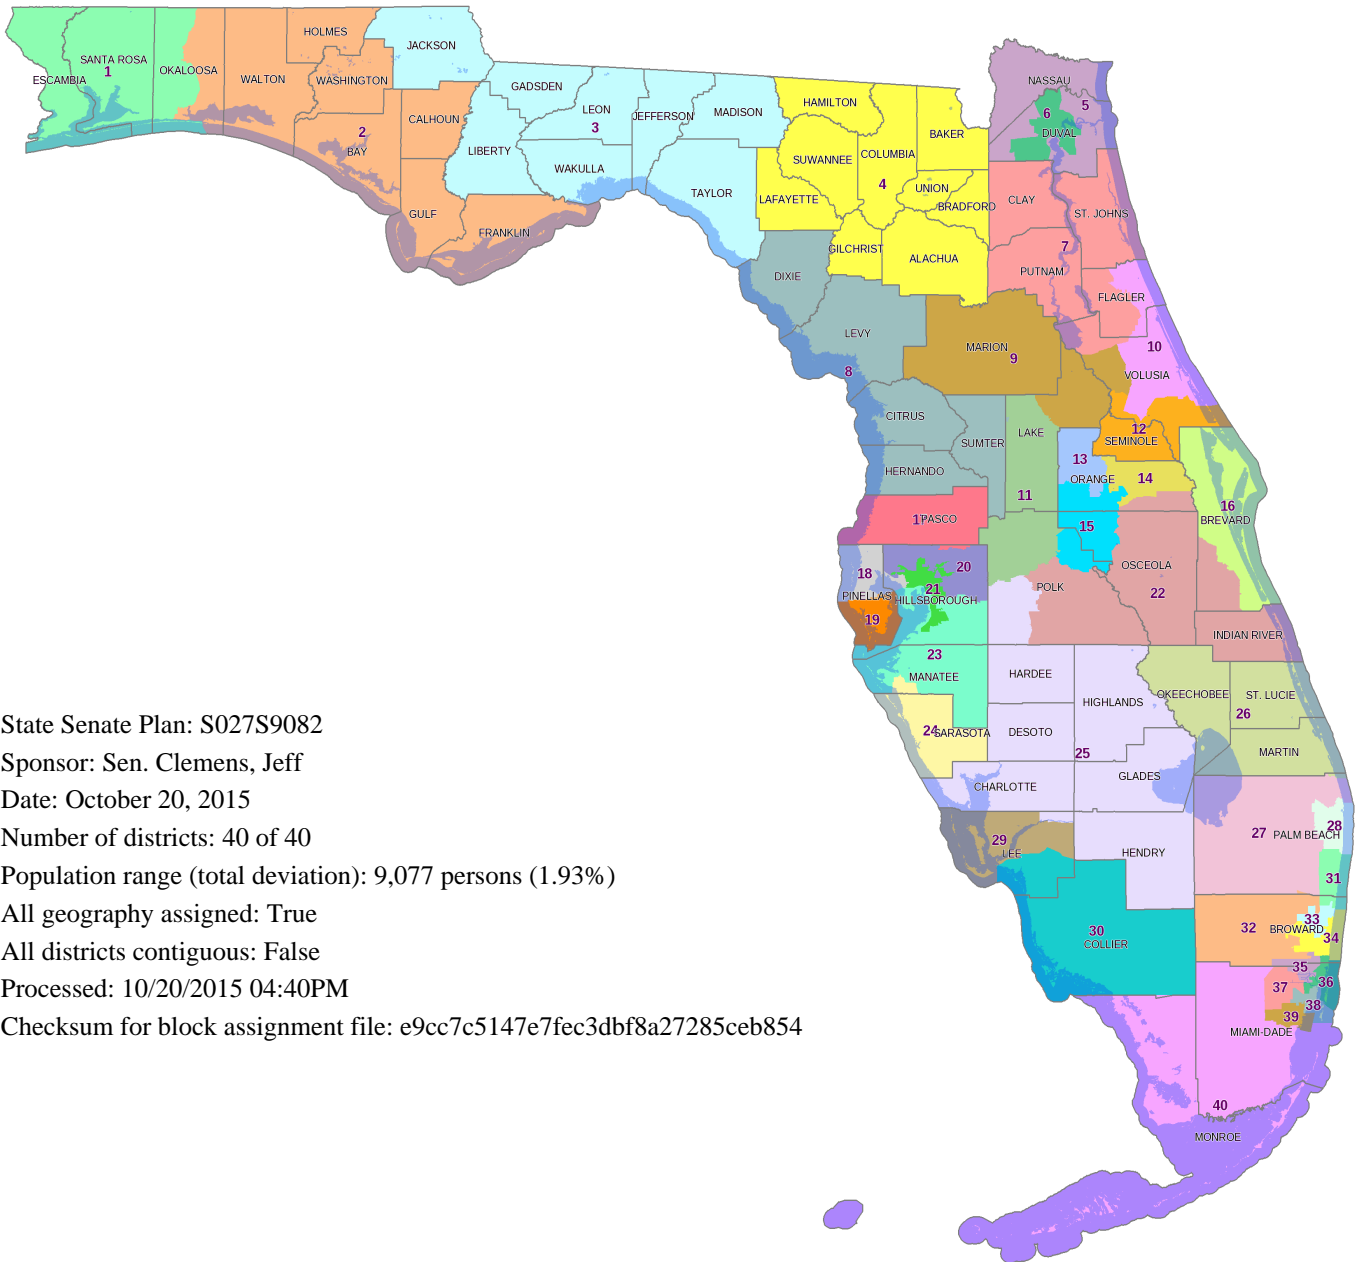 HOLMES
JACKSON
SANTA ROSA
OKALOOSA
ESCAMBIA
1
WALTON
WASHINGTON
GADSDEN
NASSAU
LEON
HAMILTON
5
JEFFERSON
MADISON
6
CALHOUN
3
2
BAY
DUVAL
BAKER
LIBERTY
COLUMBIA
SUWANNEE
WAKULLA
4
UNION
TAYLOR
LAFAYETTE
BRADFORD
CLAY
GULF
ST. JOHNS
FRANKLIN
GILCHRIST
7
ALACHUA
PUTNAM
DIXIE
FLAGLER
LEVY
MARION
9
10
8
VOLUSIA
CITRUS
12
LAKE
SEMINOLE
SUMTER
13
HERNANDO
ORANGE
14
11
16
PASCO
15
BREVARD
OSCEOLA
20
18
POLK
21
22
PINELLAS
HILLSBOROUGH
19
INDIAN RIVER
23
HARDEE
MANATEE
OKEECHOBEE
ST. LUCIE
HIGHLANDS
26
State Senate Plan: S027S9082
24
SARASOTA
DESOTO
25
MARTIN
Sponsor: Sen. Clemens, Jeff
GLADES
CHARLOTTE
Date: October 20, 2015
28
27
PALM BEACH
Number of districts: 40 of 40
29
LEE
HENDRY
Population range (total deviation): 9,077 persons (1.93%)
31
All geography assigned: True
33
32
BROWARD
30
34
COLLIER
All districts contiguous: False
35
36
37
Processed: 10/20/2015 04:40PM
38
39
Checksum for block assignment file: e9cc7c5147e7fec3dbf8a27285ceb854
MIAMI-DADE
40
MONROE